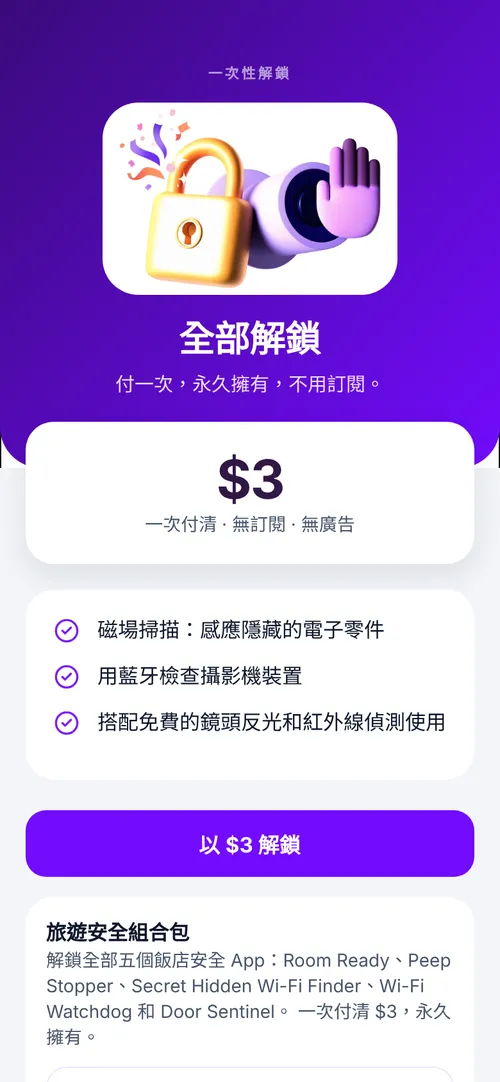 一次性解鎖
全部解鎖
付一次，永久擁有，不用訂閱。
$3
一次付清 · 無訂閱 · 無廣告
磁場掃描：感應隱藏的電子零件
用藍牙檢查攝影機裝置
搭配免費的鏡頭反光和紅外線偵測使用
以 $3 解鎖
旅遊安全組合包
解鎖全部五個飯店安全 App：Room Ready、Peep
Stopper、Secret Hidden Wi-Fi Finder、Wi-Fi
Watchdog 和 Door Sentinel。 一次付清 $3，永久
擁有。